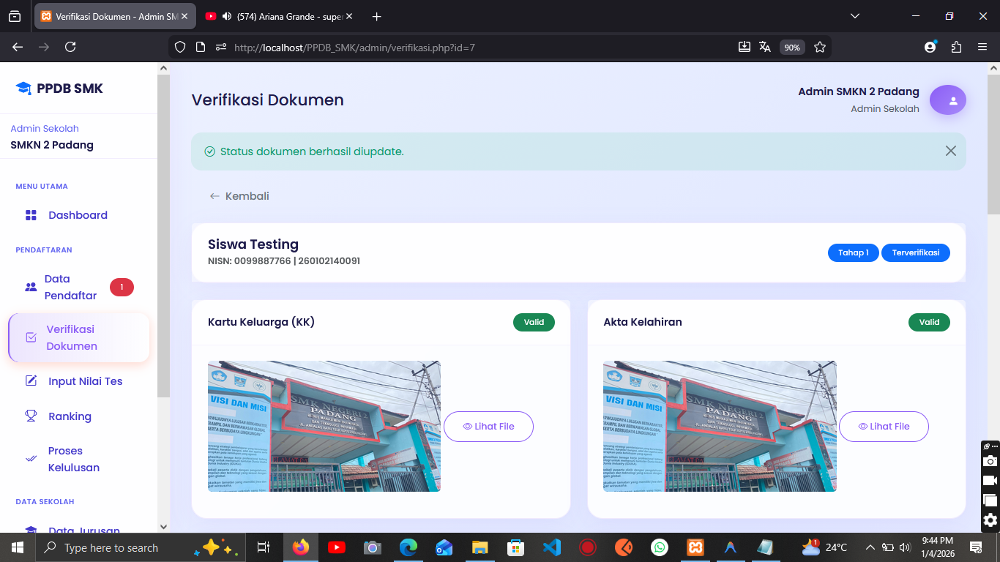 Verifikasi Dokumen - Admin SM
(574) Ariana Grande - supe
http://localhost/PPDB_SMK/admin/verifikasi.php?id=7
90%
PPDB SMK
Admin Sekolah
SMKN 2 Padang
MENU UTAMA
Dashboard
PENDAFTARAN
Data
Pendaftar
1
Verifikasi
Dokumen
Input Nilai Tes
Ranking
Proses
Kelulusan
DATA SEKOLAH
Data Jurusan
Verifikasi Dokumen
Admin SMKN 2 Padang
Admin Sekolah
Status dokumen berhasil diupdate.
Kembali
Siswa Testing
NISN: 0099887766 | 260102140091
Tahap 1
Terverifikasi
Kartu Keluarga (KK)
Valid
VISI DAN MISI
SMK NEGERI 2
PADANG
Lihat File
Akta Kelahiran
Valid
VISI DAN MISI
SMK NEGERI 2
PADANG
Lihat File
Type here to search
1
24°C
9:44 PM
1/4/2026